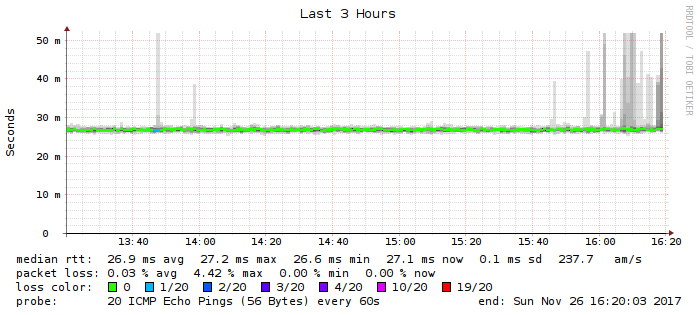 Last 3 Hours
RRDTOOL / TOBI OETIKER
Seconds
50 m
40 m
30 m
20 m
10 m
0
13:40 14:00 14:20 14:40 15:00 15:20 15:40 16:00 16:20
median rtt: 26.9 ms avg 27.2 ms max 26.6 ms min 27.1 ms now 0.1 ms sd 237.7 am/s
packet loss: 0.03 % avg 4.42 % max 0.00 % min 0.00 % now
loss color: 0 1/20 2/20 3/20 4/20 10/20 19/20
probe: 20 ICMP Echo Pings (56 Bytes) every 60s end: Sun Nov 26 16:20:03 2017